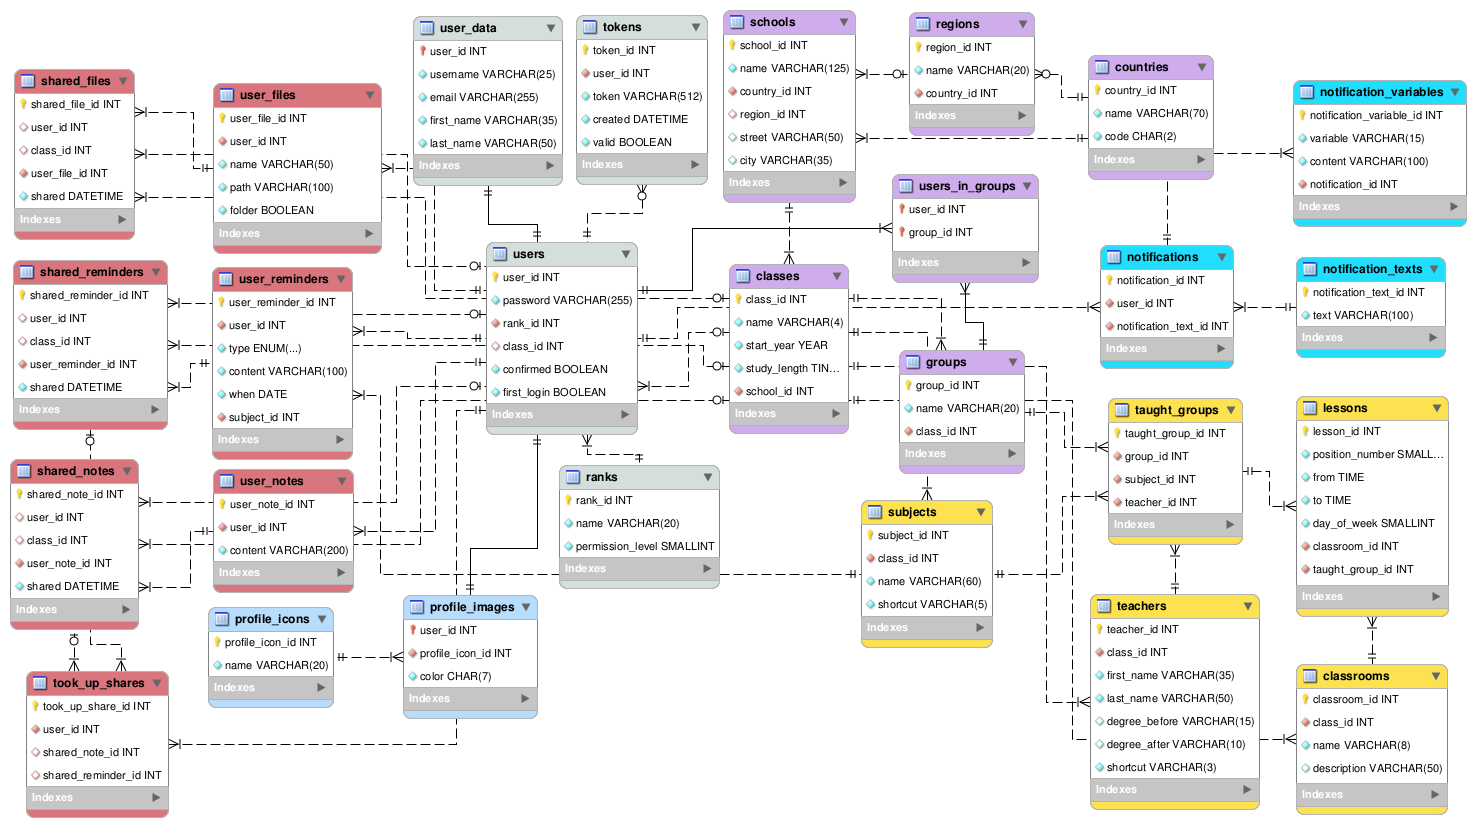 shared_files
shared_file_id INT
user_id INT
class_id INT
user_file_id INT
shared DATETIME
Indexes
user_files
user_file_id INT
user_id INT
name VARCHAR(50)
path VARCHAR(100)
folder BOOLEAN
Indexes
user_data
user_id INT
username VARCHAR(25)
email VARCHAR(255)
first_name VARCHAR(35)
last_name VARCHAR(50)
Indexes
tokens
token_id INT
user_id INT
token VARCHAR(512)
created DATETIME
valid BOOLEAN
Indexes
schools
school_id INT
name VARCHAR(125)
country_id INT
region_id INT
street VARCHAR(50)
city VARCHAR(35)
Indexes
regions
region_id INT
name VARCHAR(20)
country_id INT
Indexes
countries
country_id INT
name VARCHAR(70)
code CHAR(2)
Indexes
notification_variables
notification_variable_id INT
variable VARCHAR(15)
content VARCHAR(100)
notification_id INT
Indexes
users_in_groups
user_id INT
group_id INT
Indexes
shared_reminders
shared_reminder_id INT
user_id INT
class_id INT
user_reminder_id INT
shared DATETIME
Indexes
user_reminders
user_reminder_id INT
user_id INT
type ENUM(...)
content VARCHAR(100)
when DATE
subject_id INT
Indexes
users
user_id INT
password VARCHAR(255)
rank_id INT
class_id INT
confirmed BOOLEAN
first_login BOOLEAN
Indexes
classes
class_id INT
name VARCHAR(4)
start_year YEAR
study_length TIN...
school_id INT
Indexes
notifications
notification_id INT
user_id INT
notification_text_id INT
Indexes
notification_texts
notification_text_id INT
text VARCHAR(100)
Indexes
groups
group_id INT
name VARCHAR(20)
class_id INT
Indexes
taught_groups
taught_group_id INT
group_id INT
subject_id INT
teacher_id INT
Indexes
lessons
lesson_id INT
position_number SMALL...
from TIME
to TIME
day_of_week SMALLINT
classroom_id INT
taught_group_id INT
Indexes
shared_notes
shared_note_id INT
user_id INT
class_id INT
user_note_id INT
shared DATETIME
Indexes
user_notes
user_note_id INT
user_id INT
content VARCHAR(200)
Indexes
ranks
rank_id INT
name VARCHAR(20)
permission_level SMALLINT
Indexes
subjects
subject_id INT
class_id INT
name VARCHAR(60)
shortcut VARCHAR(5)
Indexes
profile_icons
profile_icon_id INT
name VARCHAR(20)
Indexes
profile_images
user_id INT
profile_icon_id INT
color CHAR(7)
Indexes
teachers
teacher_id INT
class_id INT
first_name VARCHAR(35)
last_name VARCHAR(50)
degree_before VARCHAR(15)
degree_after VARCHAR(10)
shortcut VARCHAR(3)
Indexes
classrooms
classroom_id INT
class_id INT
name VARCHAR(8)
description VARCHAR(50)
Indexes
took_up_shares
took_up_share_id INT
user_id INT
shared_note_id INT
shared_reminder_id INT
Indexes